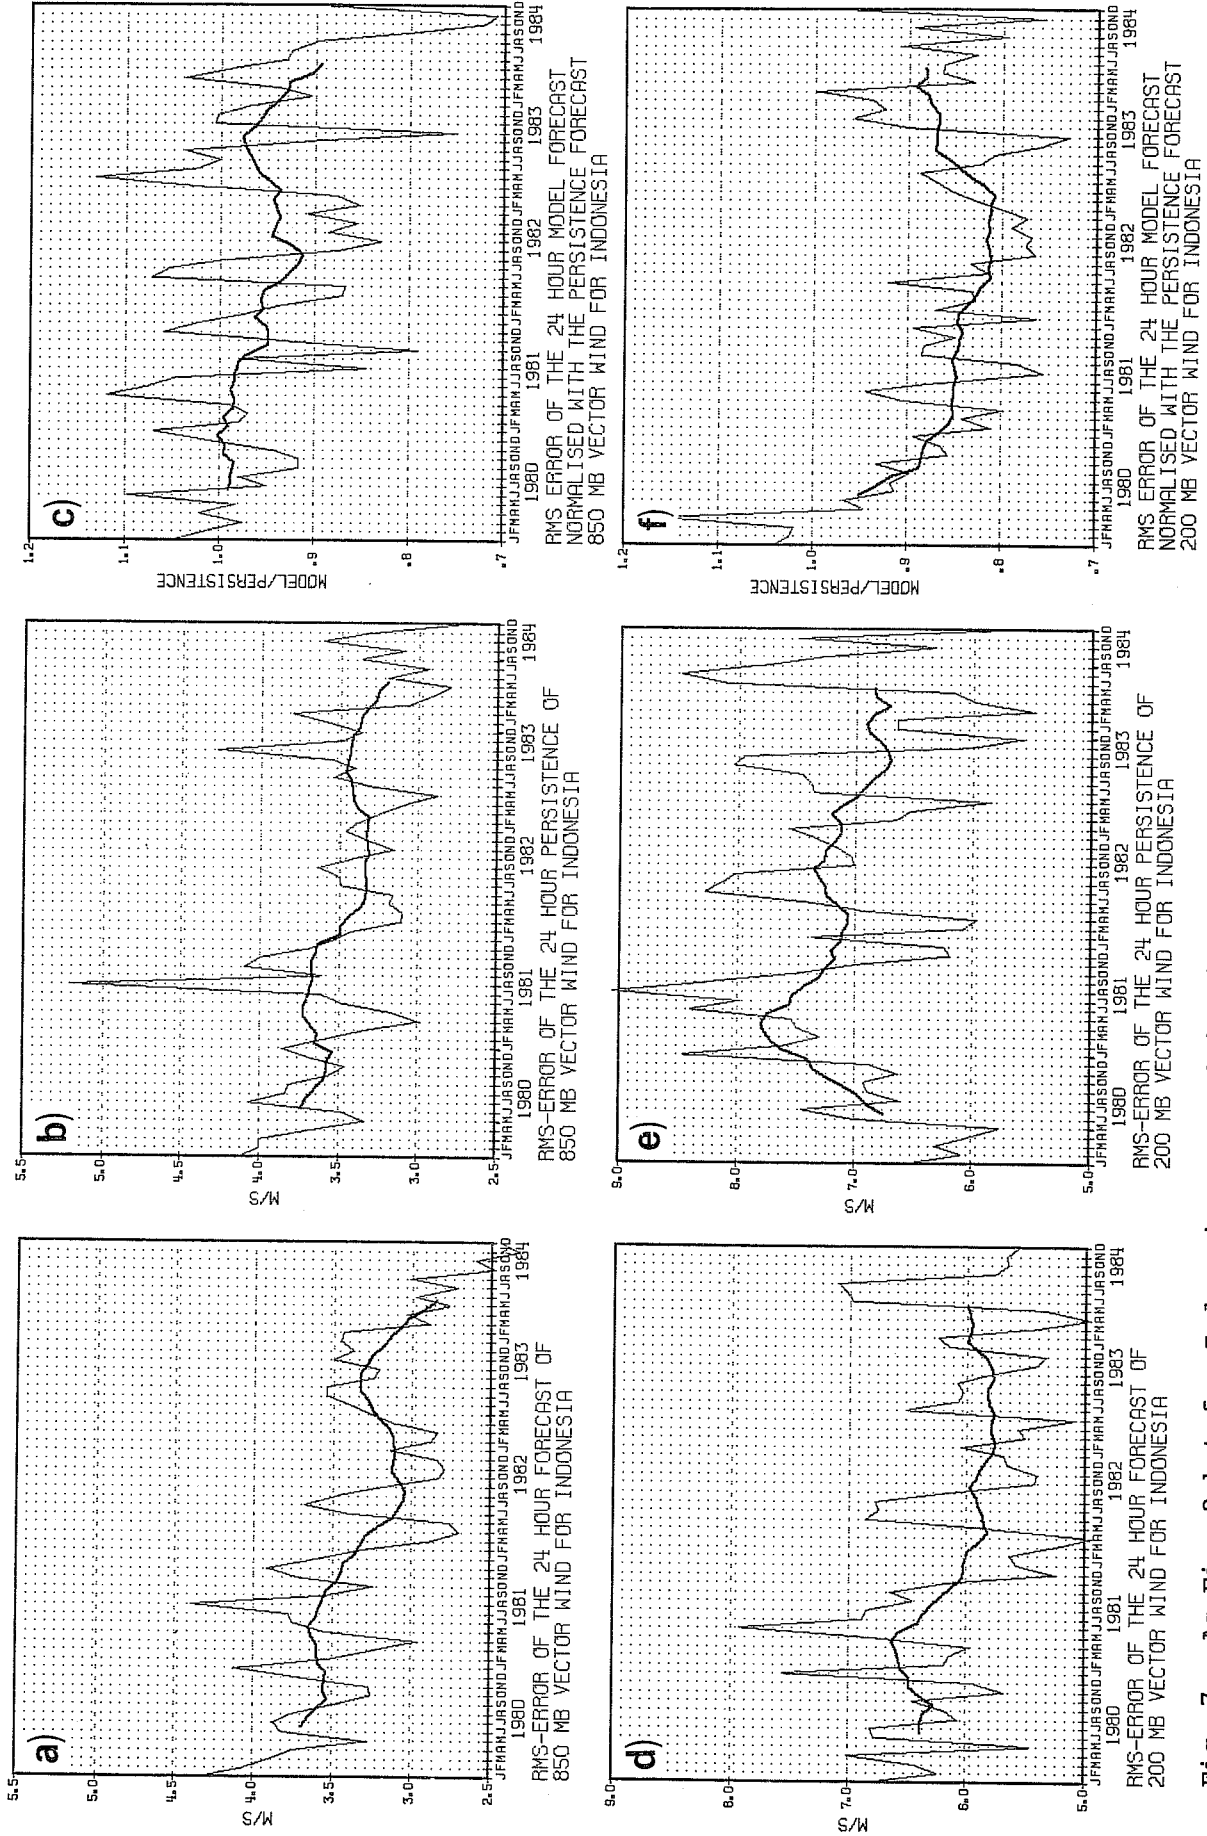 a)
5.5
5.0
4.5
4.0
3.5
3.0
2.5
M/S
JFMAMJJASONDJFMAMJJASONDJFMAMJJASONDJFMAMJJASONDJFMAMJJASOND
1980 1981 1982 1983 1984
RMS-ERROR OF THE 24 HOUR FORECAST OF
850 MB VECTOR WIND FOR INDONESIA
b)
5.5
5.0
4.5
4.0
3.5
3.0
2.5
M/S
JFMAMJJASONDJFMAMJJASONDJFMAMJJASONDJFMAMJJASONDJFMAMJJASOND
1980 1981 1982 1983 1984
RMS-ERROR OF THE 24 HOUR PERSISTENCE OF
850 MB VECTOR WIND FOR INDONESIA
c)
1.2
1.1
1.0
.9
.8
.7
MODEL/PERSISTENCE
JFMAMJJASONDJFMAMJJASONDJFMAMJJASONDJFMAMJJASONDJFMAMJJASOND
1980 1981 1982 1983 1984
RMS ERROR OF THE 24 HOUR MODEL FORECAST
NORMALISED WITH THE PERSISTENCE FORECAST
850 MB VECTOR WIND FOR INDONESIA
d)
9.0
8.0
7.0
6.0
5.0
M/S
JFMAMJJASONDJFMAMJJASONDJFMAMJJASONDJFMAMJJASONDJFMAMJJASOND
1980 1981 1982 1983 1984
RMS-ERROR OF THE 24 HOUR FORECAST OF
200 MB VECTOR WIND FOR INDONESIA
e)
9.0
8.0
7.0
6.0
5.0
M/S
JFMAMJJASONDJFMAMJJASONDJFMAMJJASONDJFMAMJJASONDJFMAMJJASOND
1980 1981 1982 1983 1984
RMS-ERROR OF THE 24 HOUR PERSISTENCE OF
200 MB VECTOR WIND FOR INDONESIA
f)
1.2
1.1
1.0
.9
.8
.7
MODEL/PERSISTENCE
JFMAMJJASONDJFMAMJJASONDJFMAMJJASONDJFMAMJJASONDJFMAMJJASOND
1980 1981 1982 1983 1984
RMS ERROR OF THE 24 HOUR MODEL FORECAST
NORMALISED WITH THE PERSISTENCE FORECAST
200 MB VECTOR WIND FOR INDONESIA